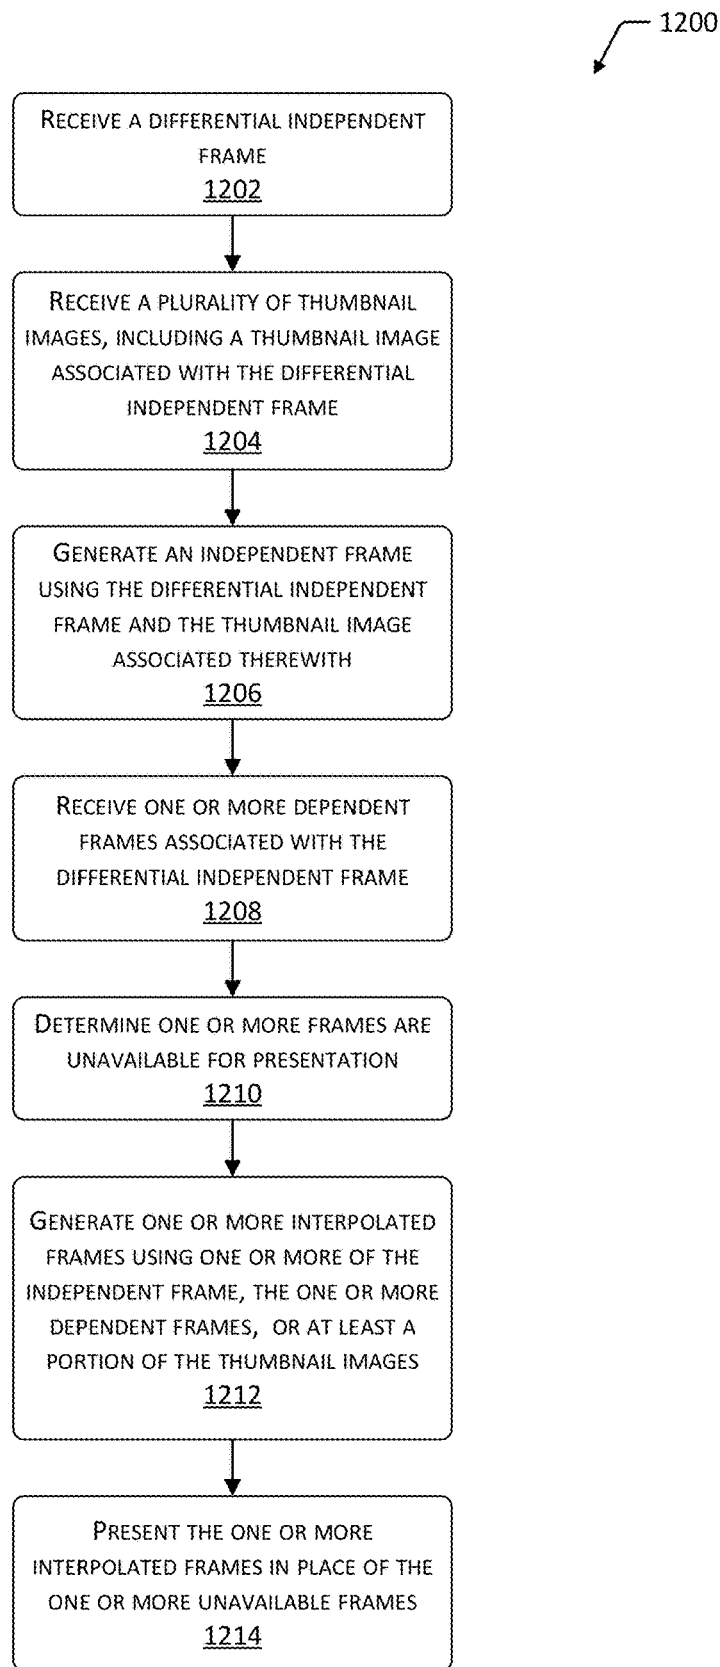 1200
RECEIVE A DIFFERENTIAL INDEPENDENT
FRAME
1202
RECEIVE A PLURALITY OF THUMBNAIL
IMAGES, INCLUDING A THUMBNAIL IMAGE
ASSOCIATED WITH THE DIFFERENTIAL
INDEPENDENT FRAME
1204
GENERATE AN INDEPENDENT FRAME
USING THE DIFFERENTIAL INDEPENDENT
FRAME AND THE THUMBNAIL IMAGE
ASSOCIATED THEREWITH
1206
RECEIVE ONE OR MORE DEPENDENT
FRAMES ASSOCIATED WITH THE
DIFFERENTIAL INDEPENDENT FRAME
1208
DETERMINE ONE OR MORE FRAMES ARE
UNAVAILABLE FOR PRESENTATION
1210
GENERATE ONE OR MORE INTERPOLATED
FRAMES USING ONE OR MORE OF THE
INDEPENDENT FRAME, THE ONE OR MORE
DEPENDENT FRAMES, OR AT LEAST A
PORTION OF THE THUMBNAIL IMAGES
1212
PRESENT THE ONE OR MORE
INTERPOLATED FRAMES IN PLACE OF THE
ONE OR MORE UNAVAILABLE FRAMES
1214